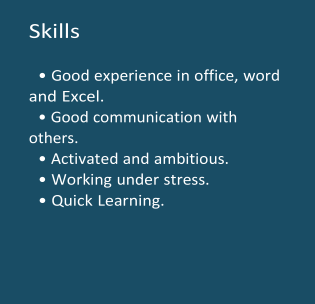 Skills
• Good experience in office, word
and Excel.
• Good communication with
others.
• Activated and ambitious.
• Working under stress.
• Quick Learning.